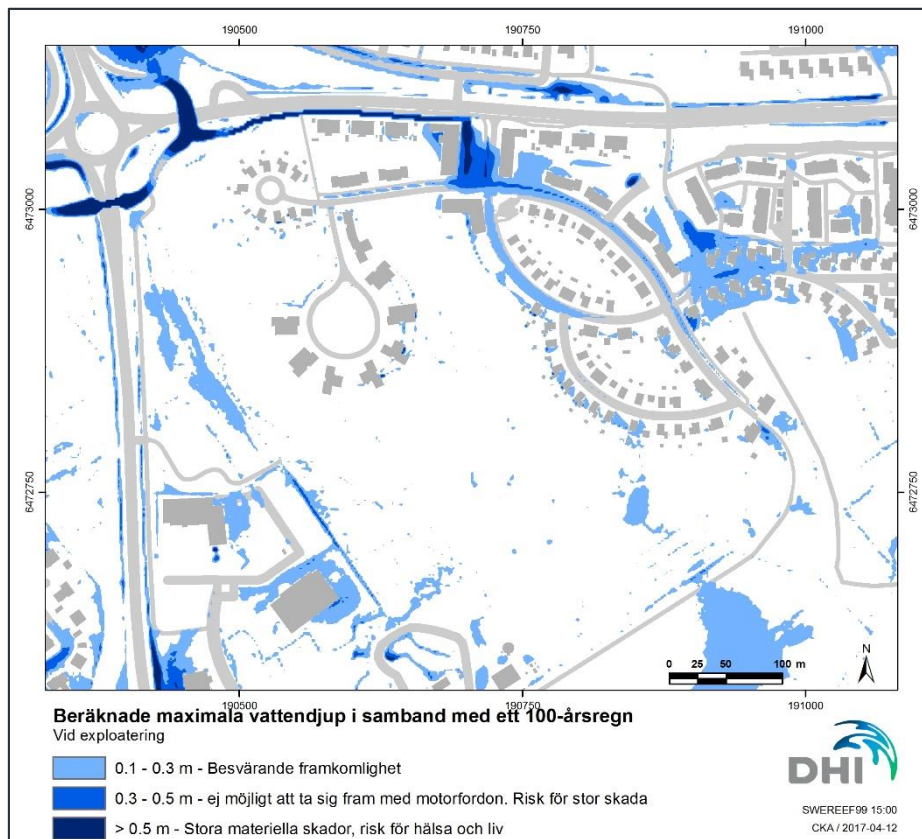 190500 190750 191000
6473000 6473000
6472750 6472750
0 25 50 100 m
N
190500 190750 191000
Beräknade maximala vattendjup i samband med ett 100-årsregn
Vid exploatering
0.1 - 0.3 m - Besvärande framkomlighet
0.3 - 0.5 m - ej möjligt att ta sig fram med motorfordon. Risk för stor skada
> 0.5 m - Stora materiella skador, risk för hälsa och liv
DHI
SWEREEF99 15:00
CKA / 2017-04-12